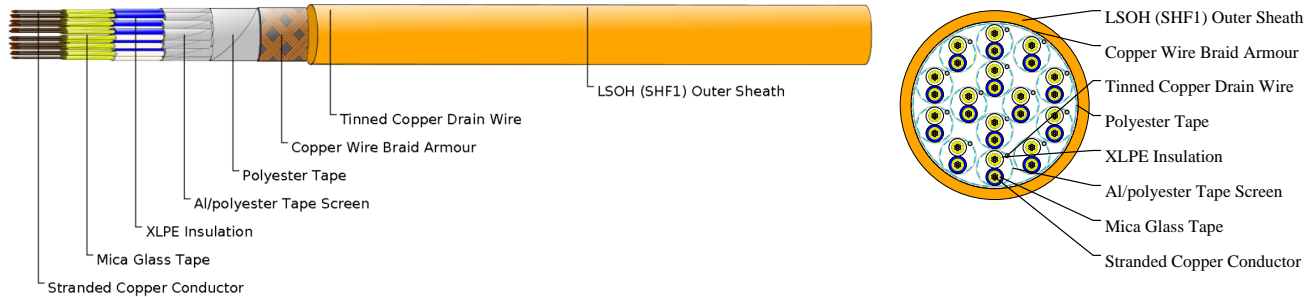 LSOH (SHF1) Outer Sheath
Tinned Copper Drain Wire
Copper Wire Braid Armour
Polyester Tape
Al/polyester Tape Screen
XLPE Insulation
Mica Glass Tape
Stranded Copper Conductor
LSOH (SHF1) Outer Sheath
Copper Wire Braid Armour
Tinned Copper Drain Wire
Polyester Tape
XLPE Insulation
Al/polyester Tape Screen
Mica Glass Tape
Stranded Copper Conductor